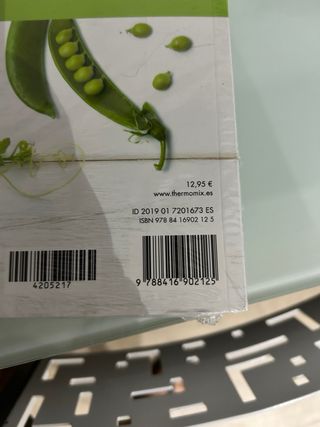 12,95 €
www.thermomix.es
ID 2019 01 7201673 ES
ISBN 978 84 16902 12 5
4205217
9 788416 902125